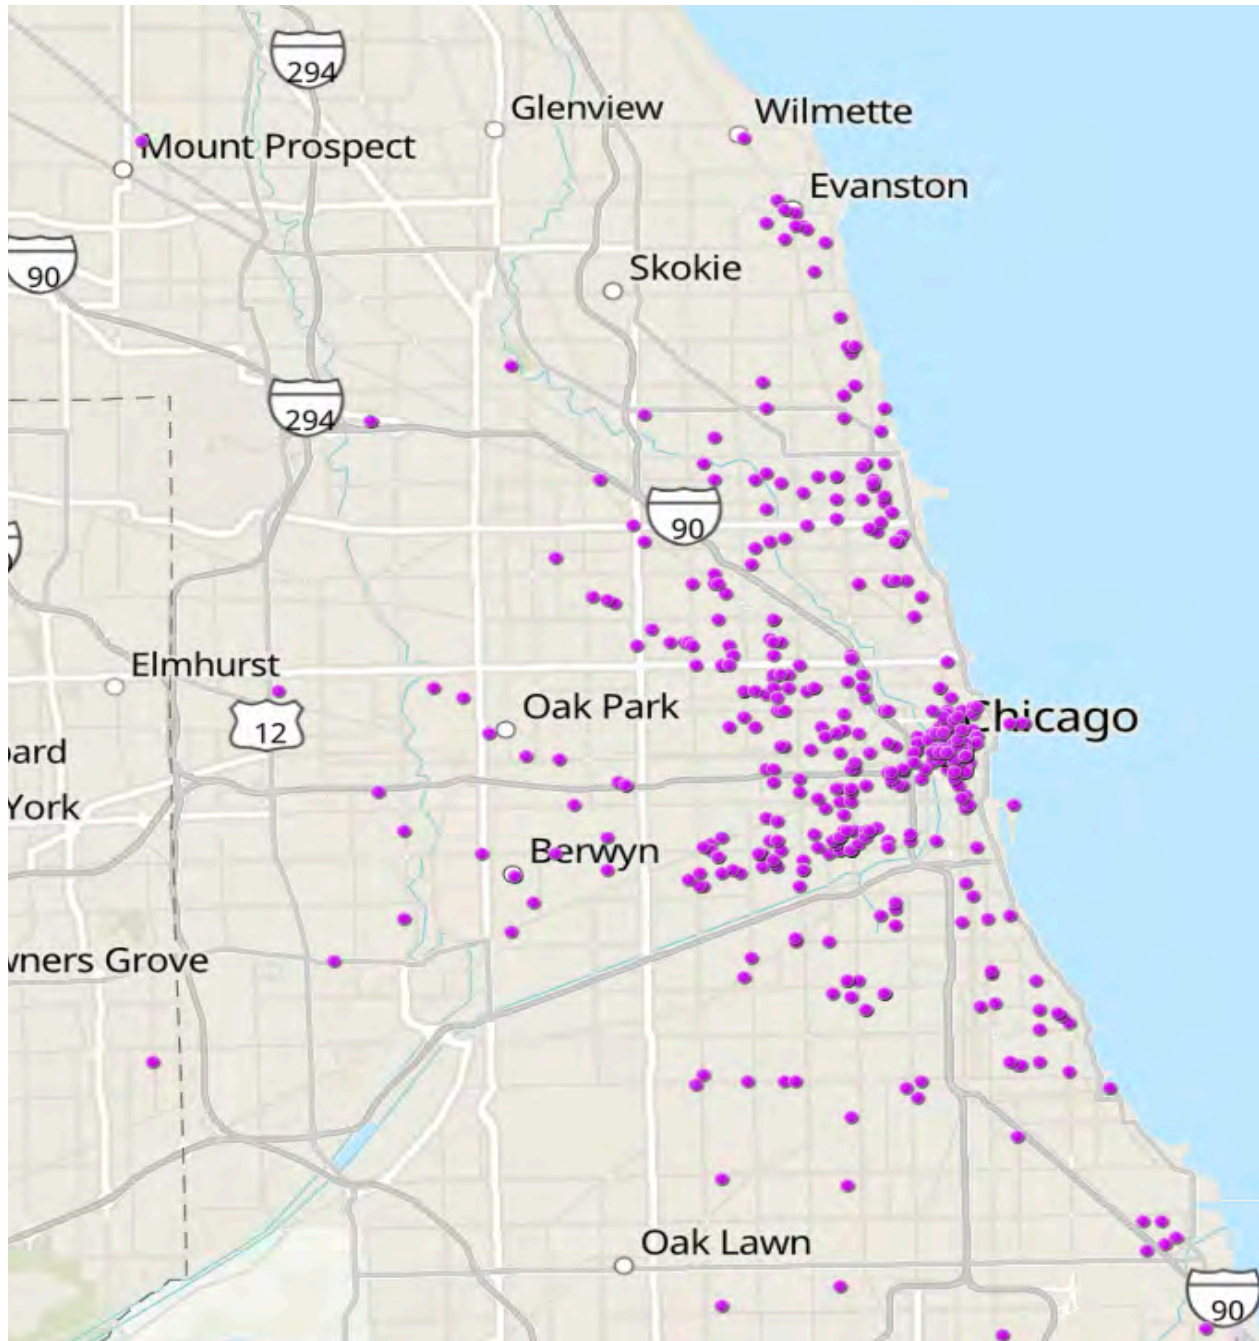 294
Glenview
Wilmette
Mount Prospect
Evanston
90
Skokie
294
90
Elmhurst
Oak Park
Chicago
12
ard
York
Berwyn
wners Grove
Oak Lawn
90